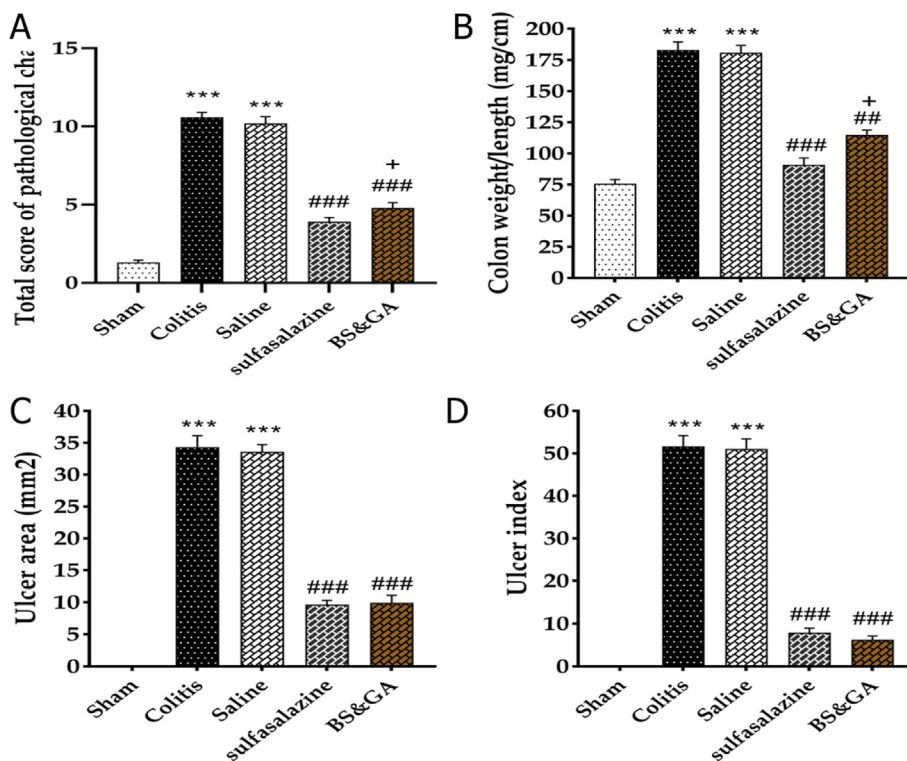 A
Total score of pathological cha
15
10
5
0
***
***
###
+
###
Sham
Colitis
Saline
sulfasalazine
BS&GA
B
Colon weight/length (mg/cm)
200
175
150
125
100
75
50
25
0
***
***
###
+
##
Sham
Colitis
Saline
sulfasalazine
BS&GA
C
Ulcer area (mm2)
40
35
30
25
20
15
10
5
0
***
***
###
###
Sham
Colitis
Saline
sulfasalazine
BS&GA
D
Ulcer index
60
50
40
30
20
10
0
***
***
###
###
Sham
Colitis
Saline
sulfasalazine
BS&GA